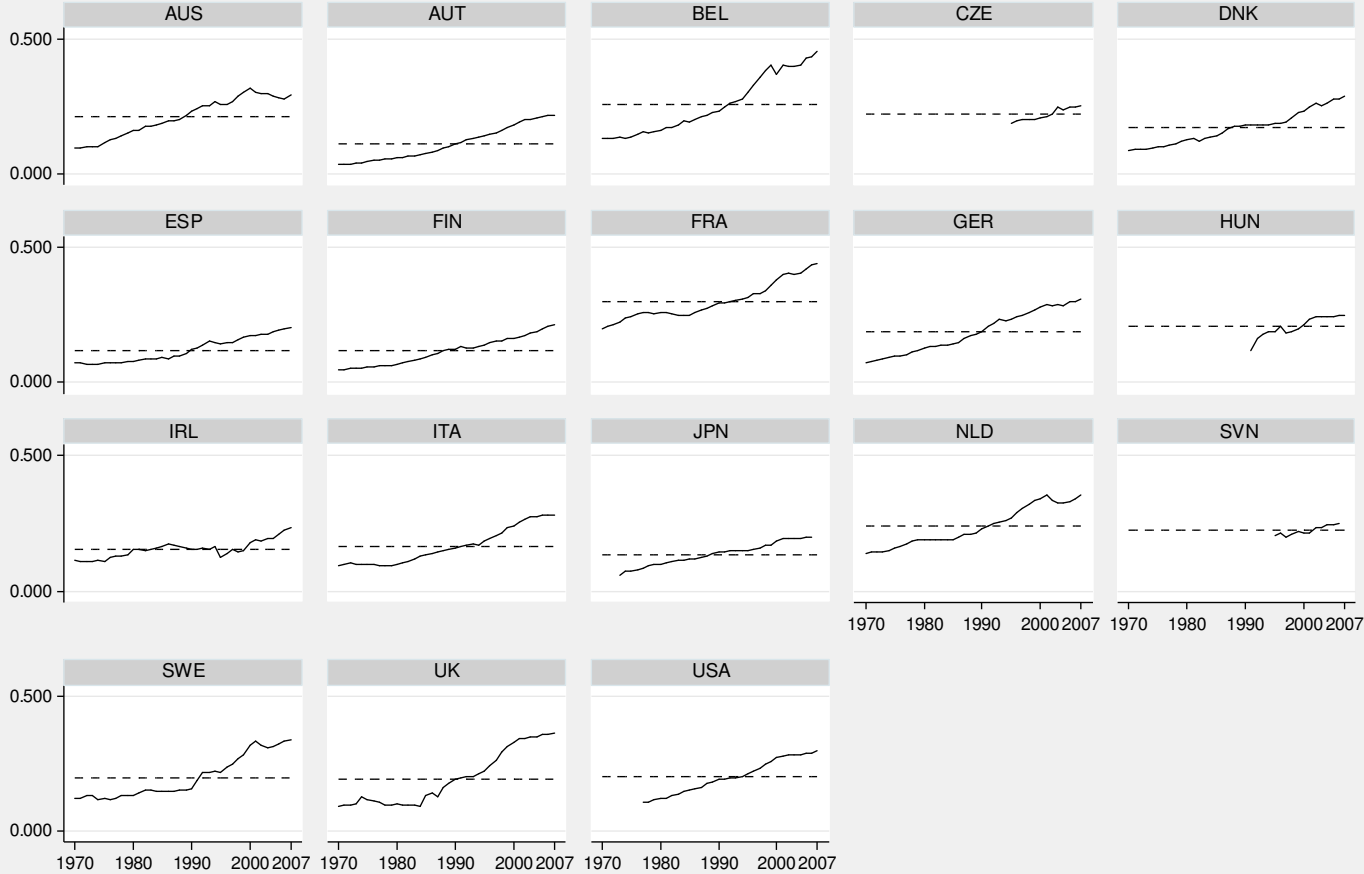 AUS AUT BEL CZE DNK
0.500
0.000
ESP FIN FRA GER HUN
0.500
0.000
IRL ITA JPN NLD SVN
0.500
0.000
1970 1980 1990 2000 2007 1970 1980 1990 2000 2007
SWE UK USA
0.500
0.000
1970 1980 1990 2000 2007 1970 1980 1990 2000 2007 1970 1980 1990 2000 2007